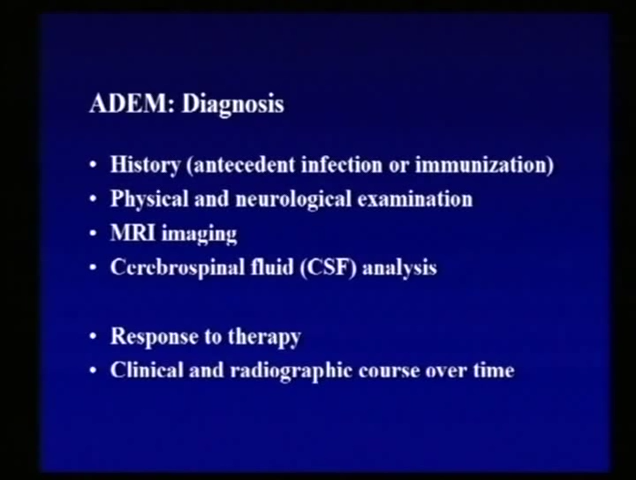 ADEM: Diagnosis
• History (antecedent infection or immunization)
• Physical and neurological examination
• MRI imaging
• Cerebrospinal fluid (CSF) analysis
• Response to therapy
• Clinical and radiographic course over time